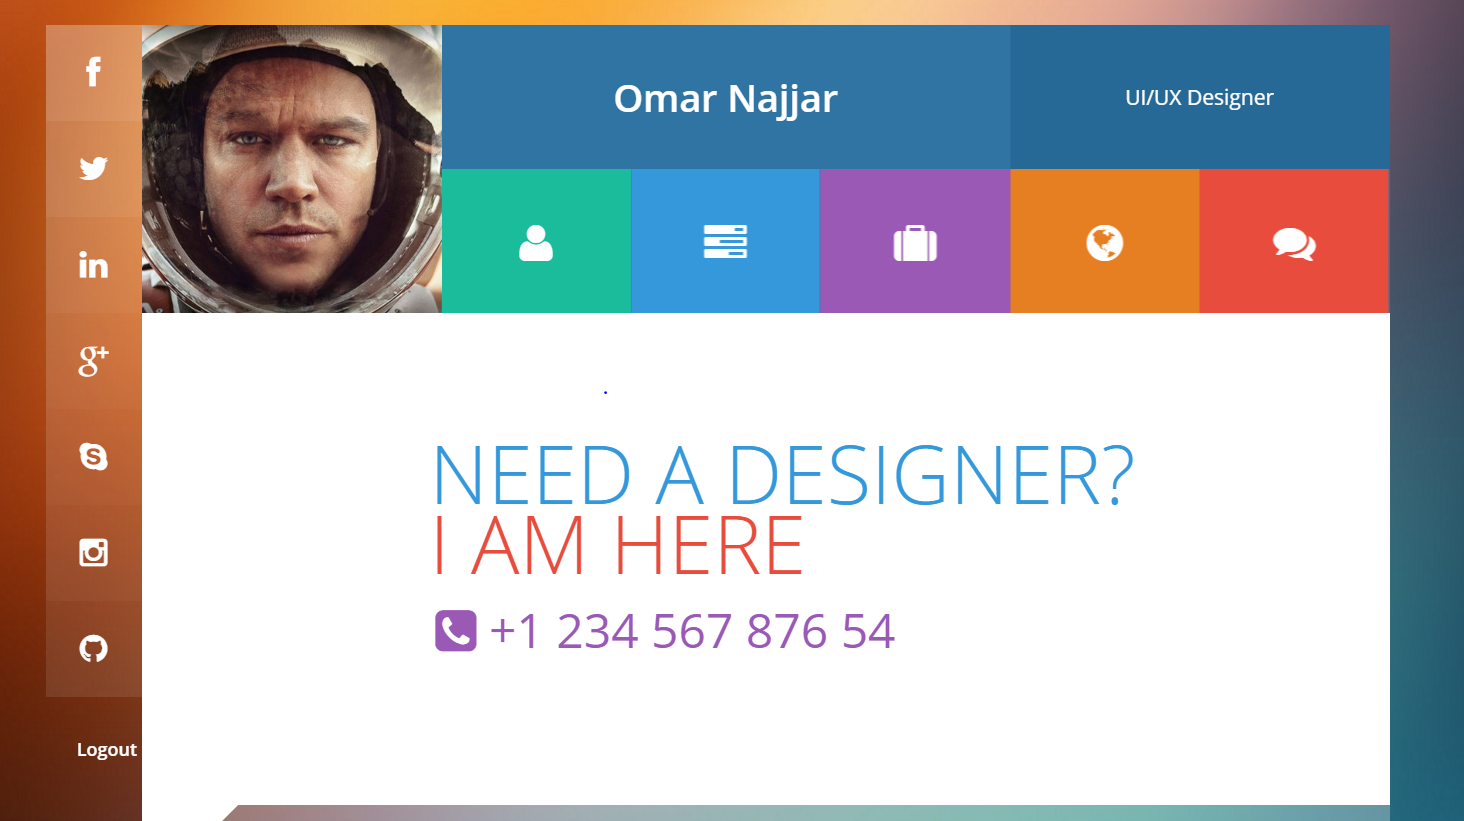 Omar Najjar
UI/UX Designer
NEED A DESIGNER?
I AM HERE
+1 234 567 876 54
Logout